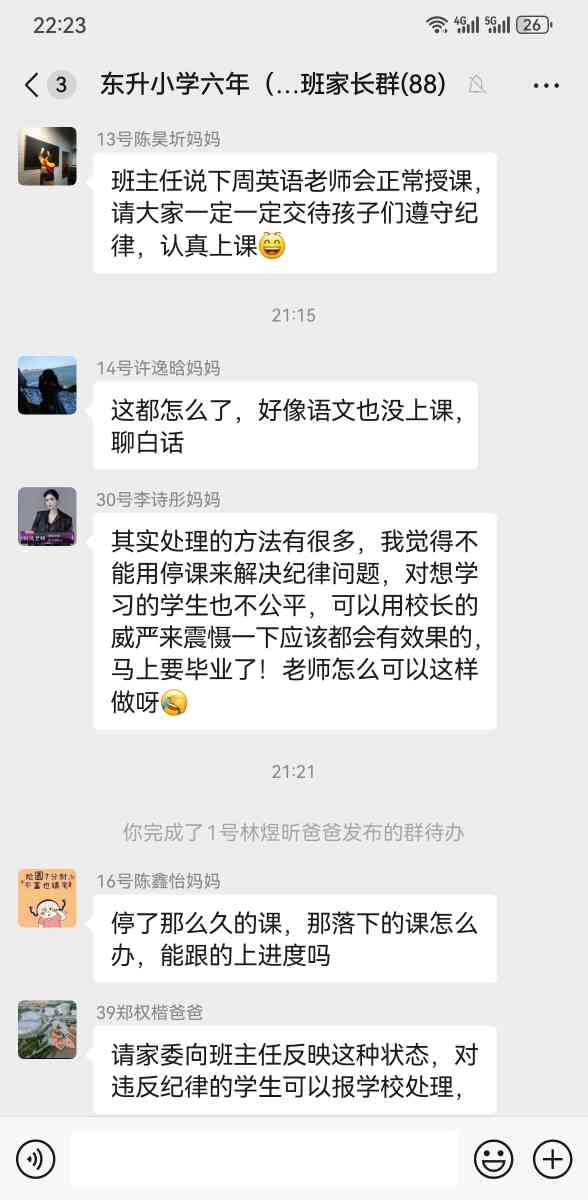 22:23
4G
5G
26
3
东升小学六年（...班家长群(88)
13号陈昊圻妈妈
班主任说下周英语老师会正常授课，
请大家一定一定交待孩子们遵守纪
律，认真上课
21:15
14号许逸晗妈妈
这都怎么了，好像语文也没上课，
聊白话
30号李诗彤妈妈
其实处理的方法有很多，我觉得不
能用停课来解决纪律问题，对想学
习的学生也不公平，可以用校长的
威严来震慑一下应该都会有效果的，
马上要毕业了！老师怎么可以这样
做呀
21:21
你完成了1号林煜昕爸爸发布的群待办
16号陈鑫怡妈妈
停了那么久的课，那落下的课怎么
办，能跟的上进度吗
39郑权楷爸爸
请家委向班主任反映这种状态，对
违反纪律的学生可以报学校处理，